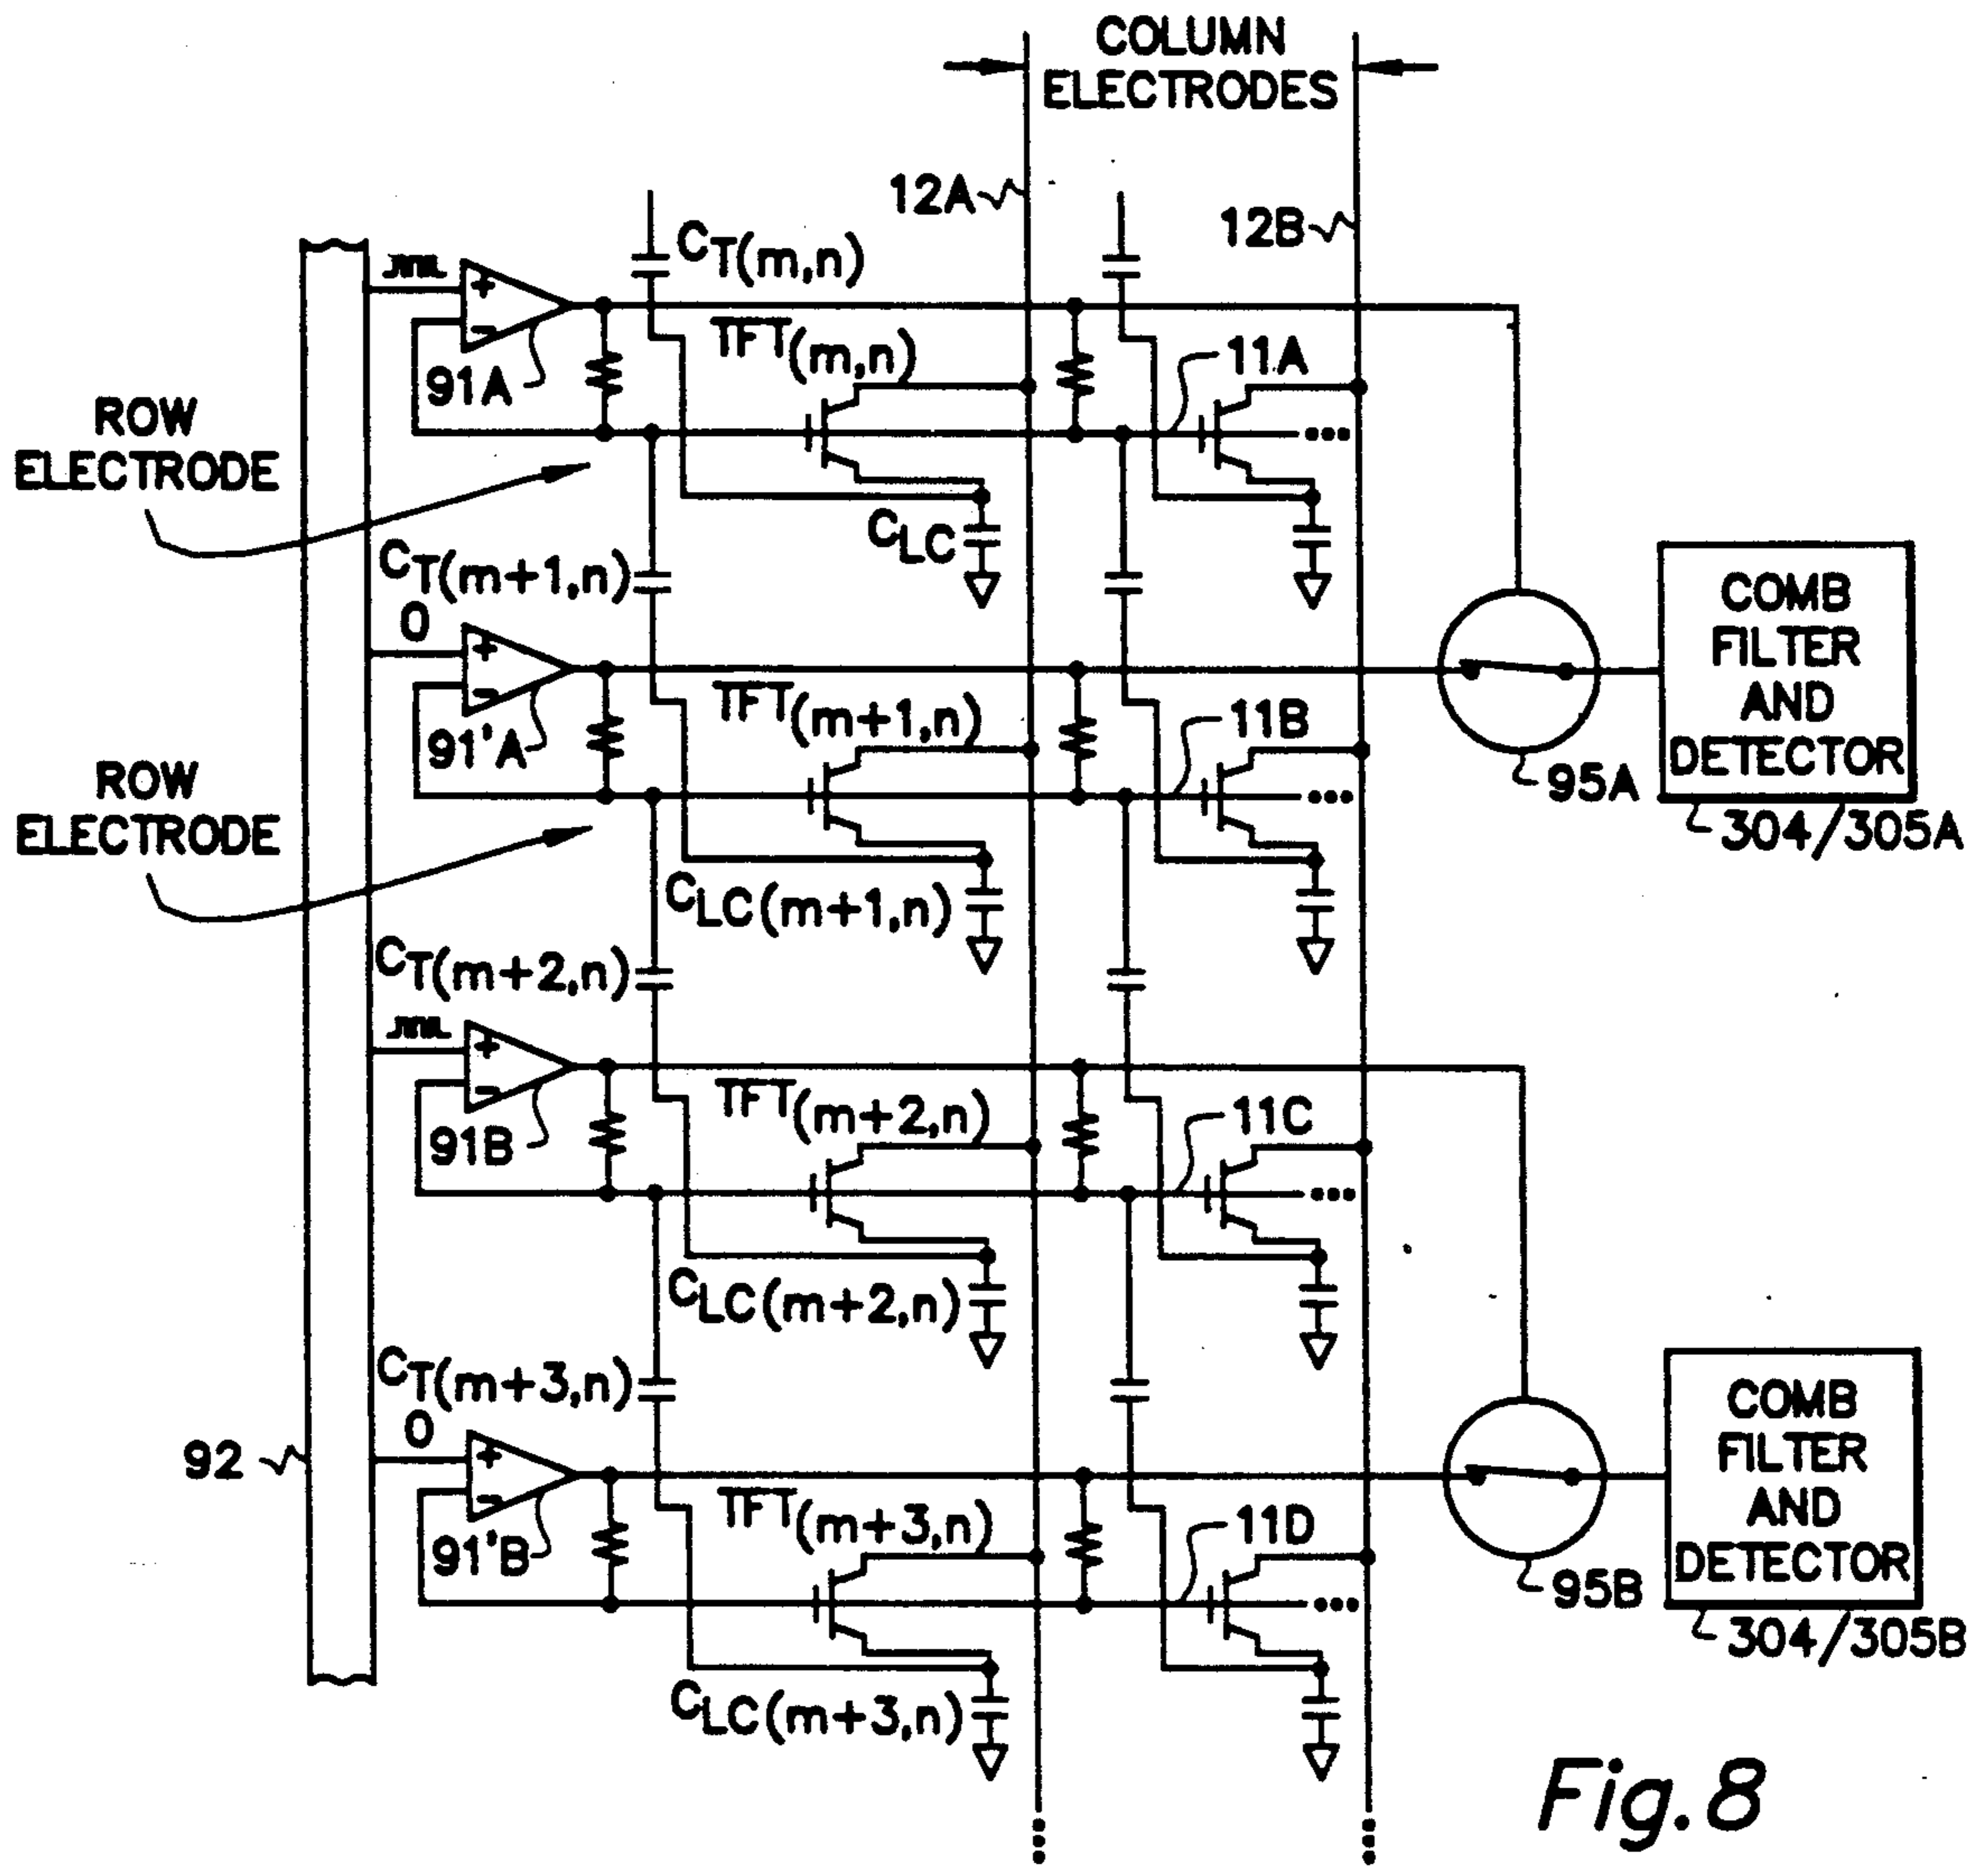 COLUMN
ELECTRODES
12A
12B
CT(m,n)
+
−
91A
TFT(m,n)
11A
ROW
ELECTRODE
CLC
CT(m+1,n)
0
+
−
91'A
TFT(m+1,n)
11B
COMB
FILTER
AND
DETECTOR
95A
304/305A
ROW
ELECTRODE
CLC(m+1,n)
CT(m+2,n)
+
−
91B
TFT(m+2,n)
11C
CLC(m+2,n)
CT(m+3,n)
0
92
+
−
91'B
TFT(m+3,n)
11D
COMB
FILTER
AND
DETECTOR
95B
304/305B
CLC(m+3,n)
Fig.8